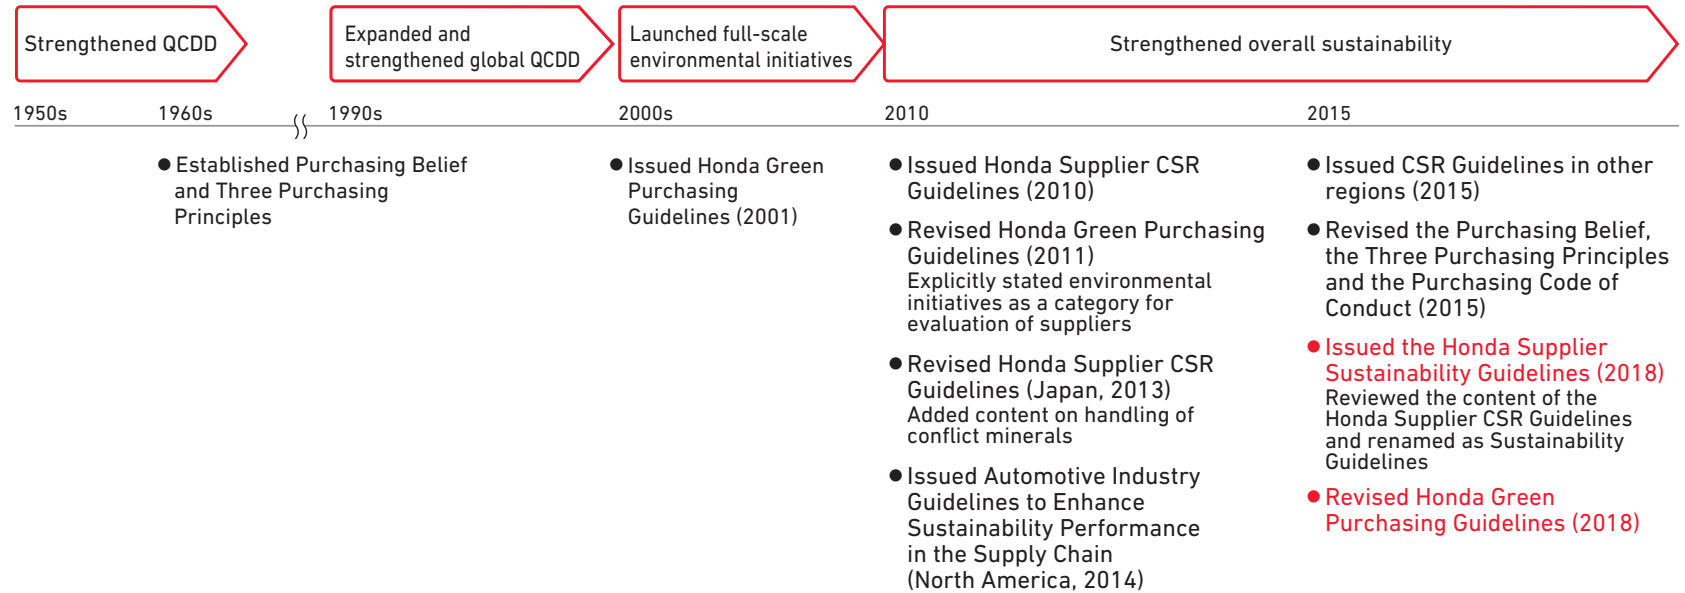 Strengthened QCDD
Expanded and
strengthened global QCDD
Launched full-scale
environmental initiatives
Strengthened overall sustainability
1950s
1960s
1990s
2000s
2010
2015
● Established Purchasing Belief
and Three Purchasing
Principles
● Issued Honda Green
Purchasing
Guidelines (2001)
● Issued Honda Supplier CSR
Guidelines (2010)
● Revised Honda Green Purchasing
Guidelines (2011)
Explicitly stated environmental
initiatives as a category for
evaluation of suppliers
● Revised Honda Supplier CSR
Guidelines (Japan, 2013)
Added content on handling of
conflict minerals
● Issued Automotive Industry
Guidelines to Enhance
Sustainability Performance
in the Supply Chain
(North America, 2014)
● Issued CSR Guidelines in other
regions (2015)
● Revised the Purchasing Belief,
the Three Purchasing Principles
and the Purchasing Code of
Conduct (2015)
● Issued the Honda Supplier
Sustainability Guidelines (2018)
Reviewed the content of the
Honda Supplier CSR Guidelines
and renamed as Sustainability
Guidelines
● Revised Honda Green
Purchasing Guidelines (2018)